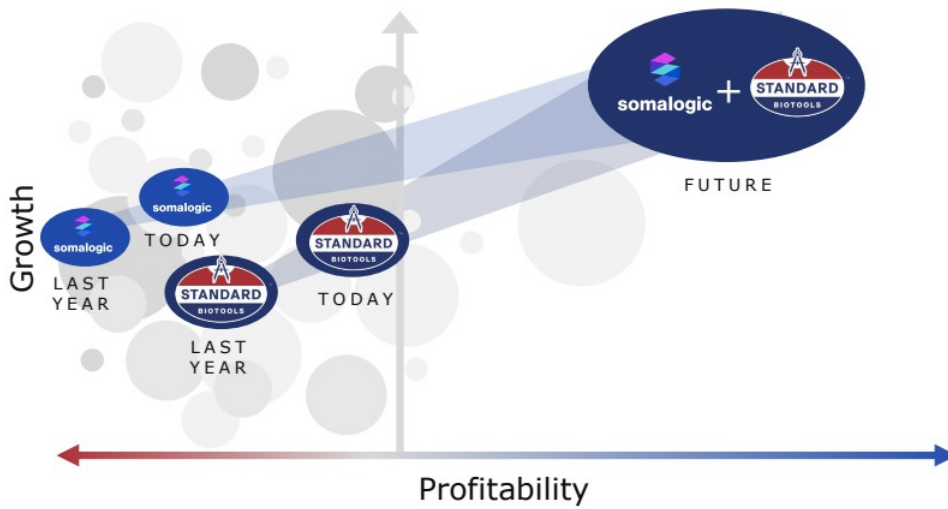 somalogic
+
STANDARD
BIOTOOLS
FUTURE
somalogic
TODAY
somalogic
LAST
YEAR
STANDARD
BIOTOOLS
TODAY
STANDARD
BIOTOOLS
LAST
YEAR
Growth
Profitability